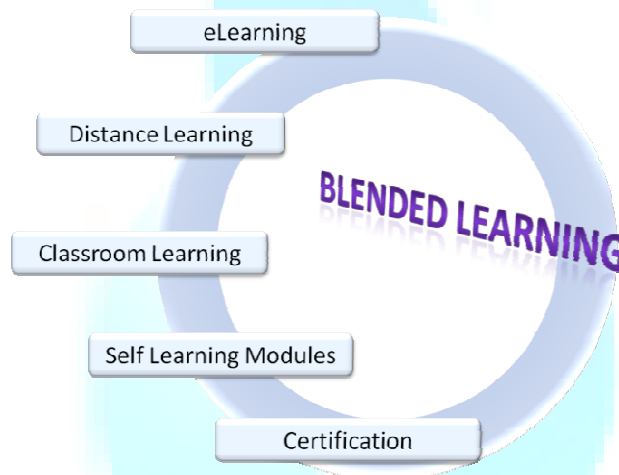 eLearning
Distance Learning
BLENDED LEARNING
Classroom Learning
Self Learning Modules
Certification